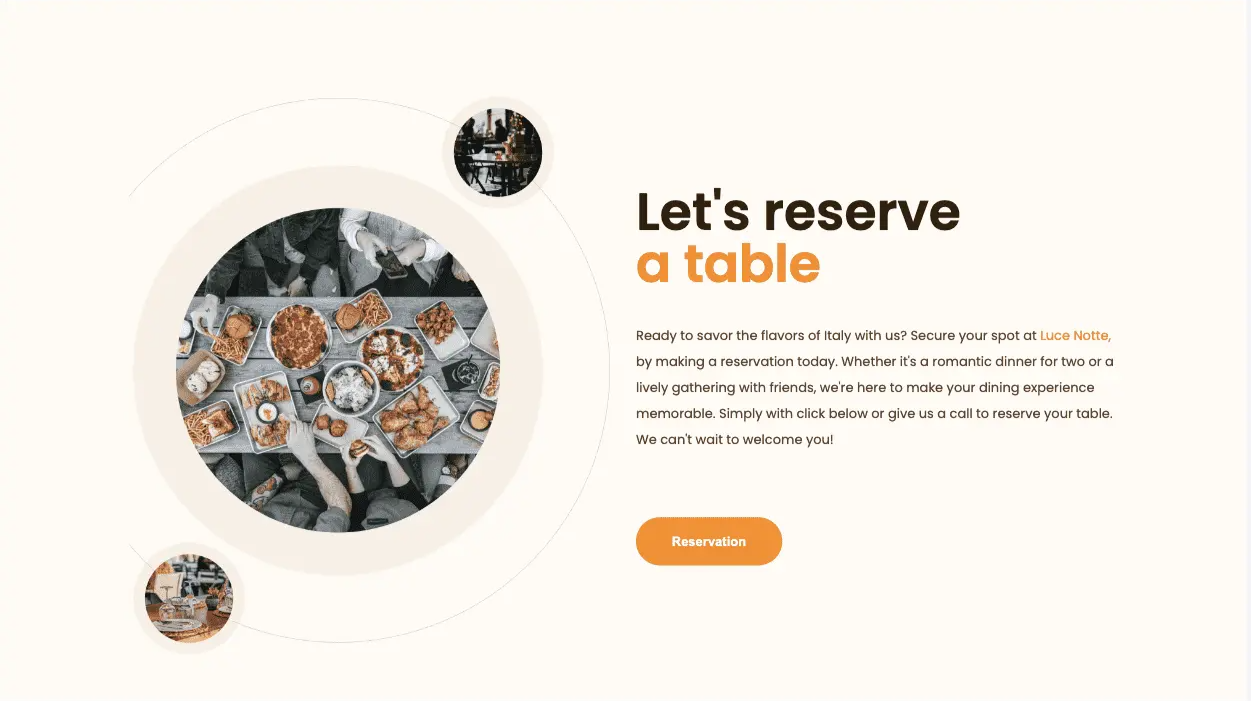 Let's reserve
a table
Ready to savor the flavors of Italy with us? Secure your spot at Luce Notte,
by making a reservation today. Whether it's a romantic dinner for two or a
lively gathering with friends, we're here to make your dining experience
memorable. Simply with click below or give us a call to reserve your table.
We can't wait to welcome you!
Reservation